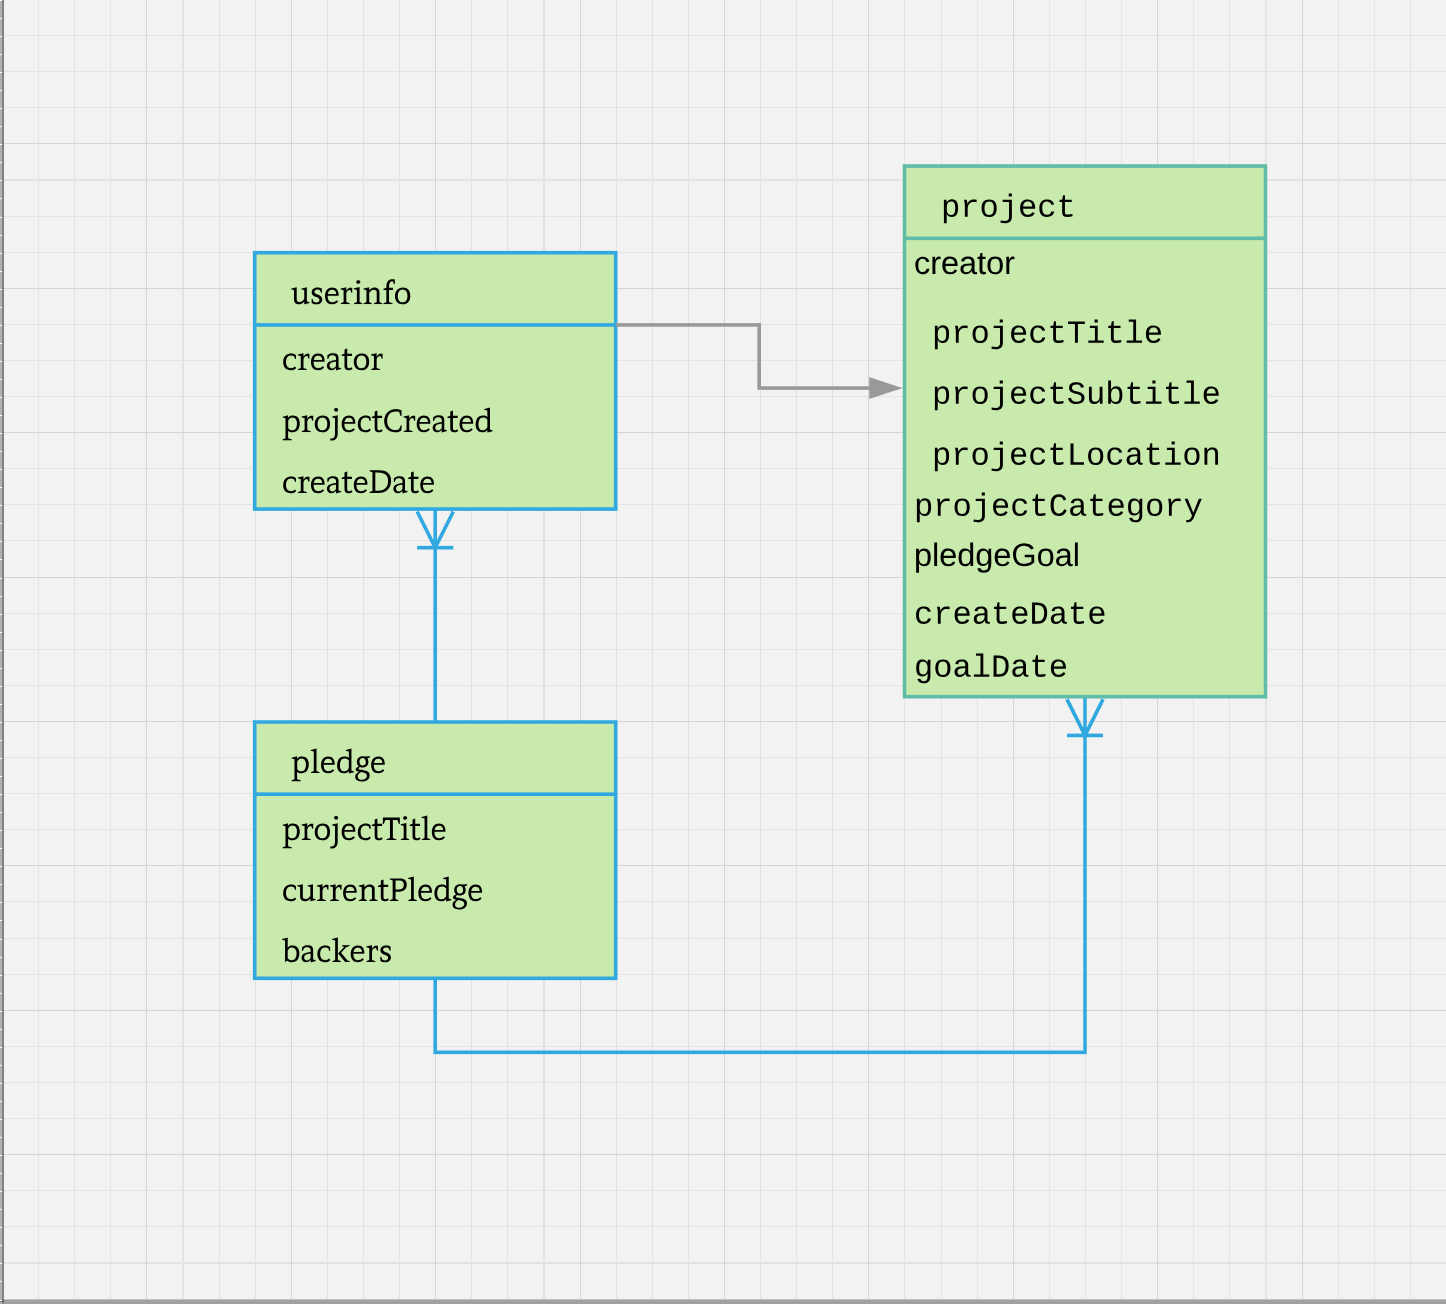 userinfo
creator
projectCreated
createDate
pledge
projectTitle
currentPledge
backers
project
creator
projectTitle
projectSubtitle
projectLocation
projectCategory
pledgeGoal
createDate
goalDate